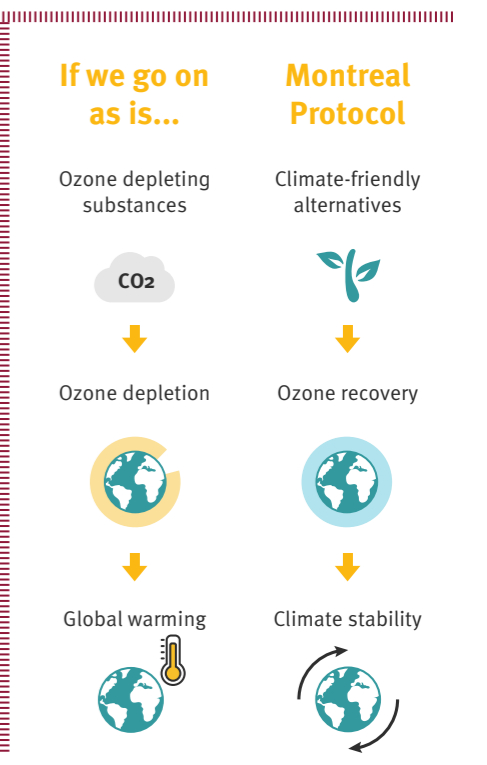 If we go on
as is...
Ozone depleting
substances
CO2
Ozone depletion
Global warming
Montreal
Protocol
Climate-friendly
alternatives
Ozone recovery
Climate stability